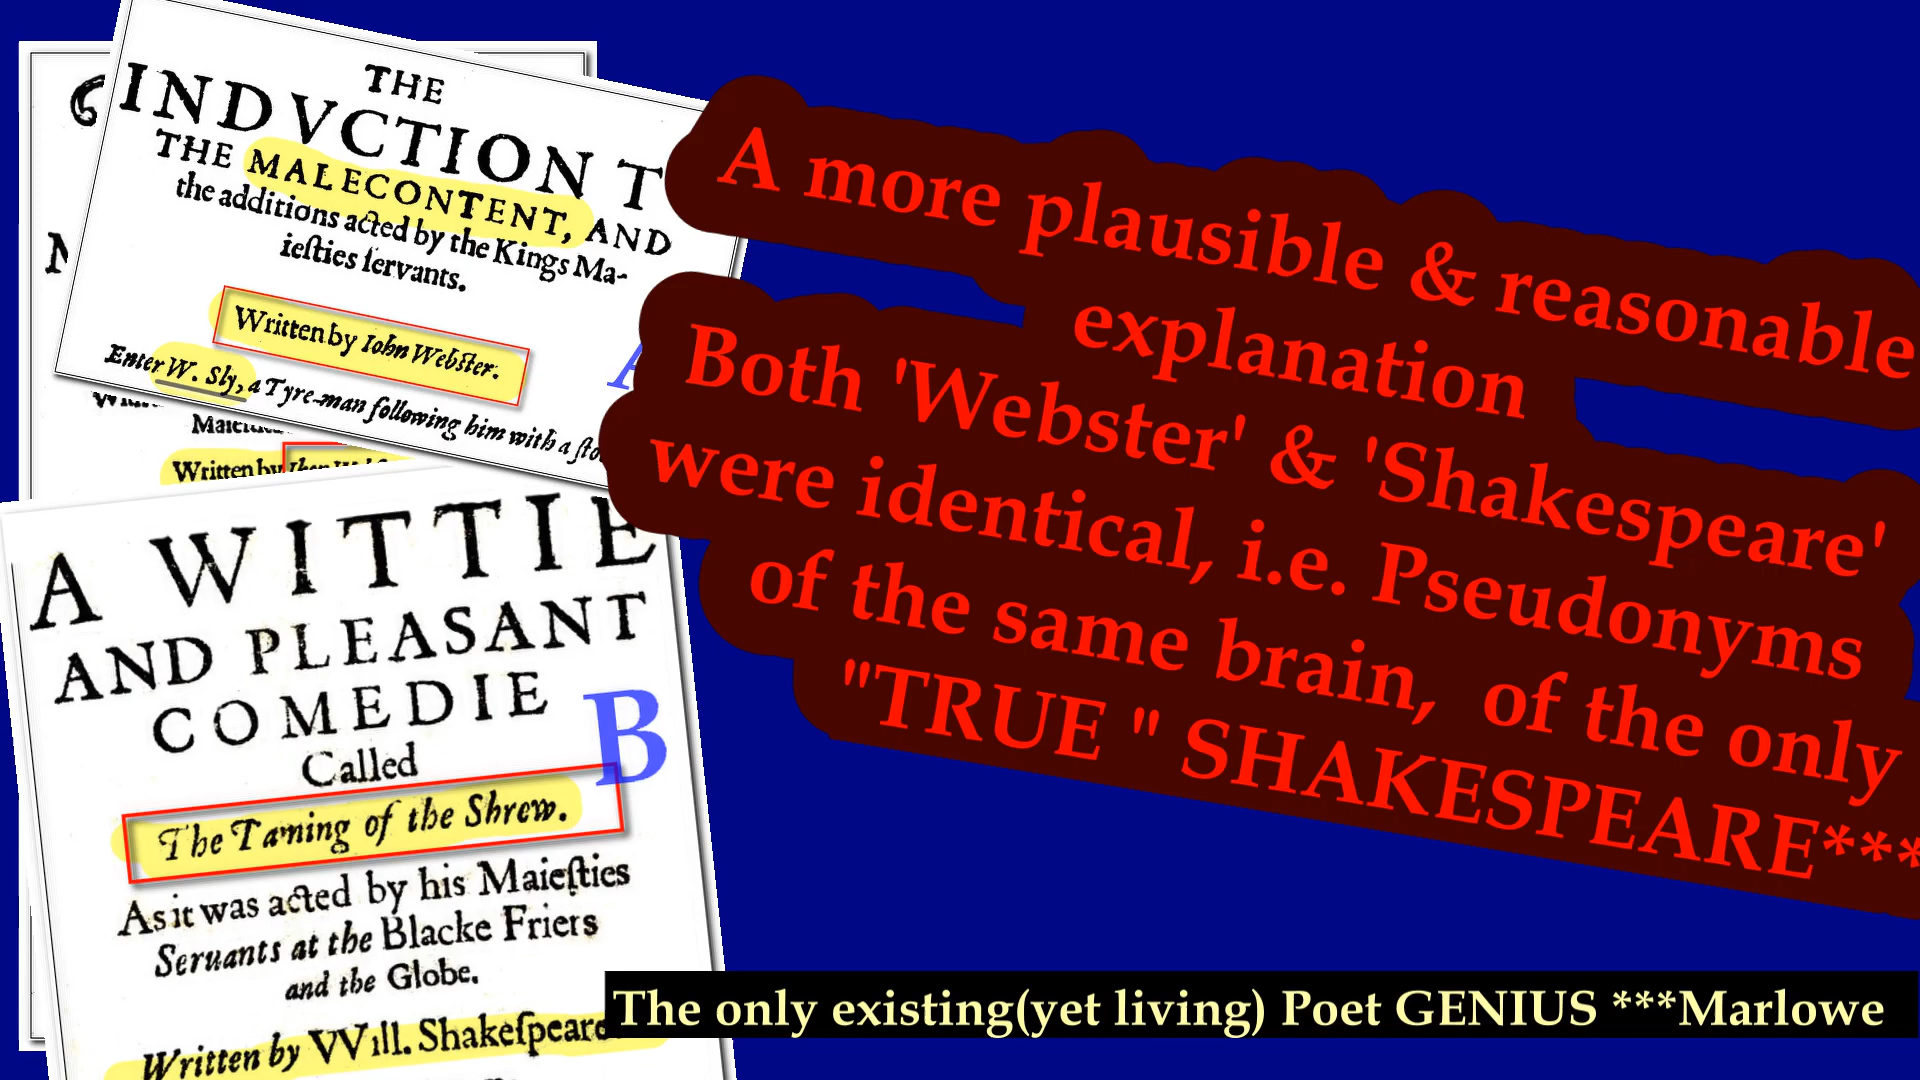 THE
INDVCTION T
THE MALECONTENT, AND
the additions acted by the Kings Ma-
ieſties ſervants.
Written by Iohn Webster.
Enter W. Sly, a Tyre-man following him with a ſto
A
Written by
A WITTIE
AND PLEASANT
COMEDIE
Called
The Taming of the Shrew.
B
As it was acted by his Maieſties
Seruants at the Blacke Friers
and the Globe.
Written by Will. Shakeſpeare
A more plausible & reasonable
explanation
Both 'Webster' & 'Shakespeare'
were identical, i.e. Pseudonyms
of the same brain, of the only
"TRUE " SHAKESPEARE***
The only existing(yet living) Poet GENIUS ***Marlowe